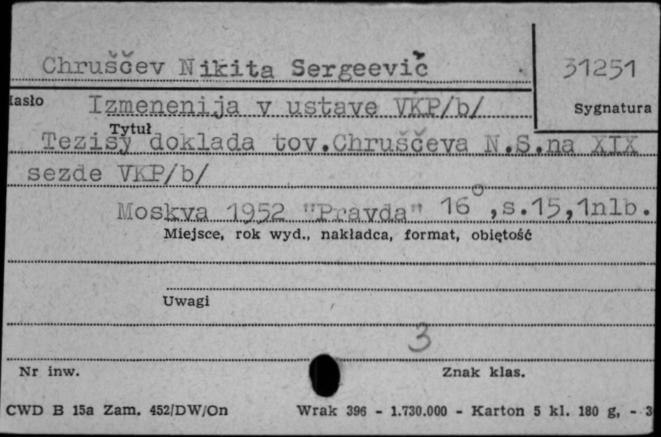 Chruščev Nikita Sergeevič
31251
Hasło
Izmenenija v ustave VKP/b/
Sygnatura
Tytuł
Tezisy doklada tov.Chruščeva N.S.na XIX
sezde VKP/b/
Moskva 1952 "Pravda" 16°,s.15,1nlb.
Miejsce, rok wyd., nakładca, format, objętość
Uwagi
3
Nr inw.
Znak klas.
CWD B 15a Zam. 452/DW/On
Wrak 396 - 1.730.000 - Karton 5 kl. 180 g, - 3